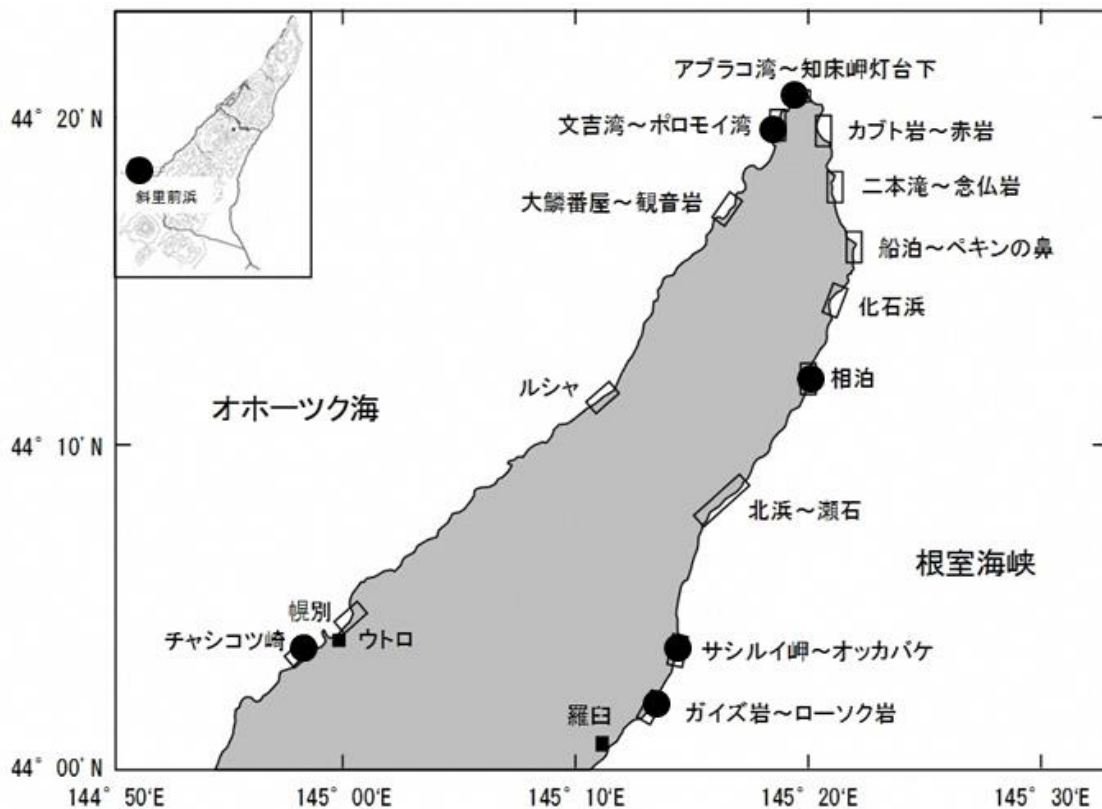 アブラコ湾～知床岬灯台下
44° 20' N
文吉湾～ポロモイ湾
カブト岩～赤岩
斜里前浜
大鱗番屋～観音岩
二本滝～念仏岩
船泊～ペキンの鼻
化石浜
ルシャ
相泊
オホーツク海
44° 10' N
北浜～瀬石
根室海峡
幌別
チャシコツ崎
ウトロ
サシルイ岬～オッカバケ
羅臼
ガイズ岩～ローソク岩
44° 00' N
144° 50'E
145° 00'E
145° 10'E
145° 20'E
145° 30'E